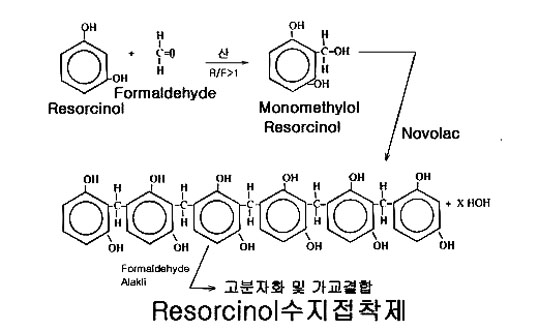 OH
H
+ C=O
H
산
R/F>1
OH
H
C-OH
H
OH
OH
Resorcinol
Formaldehyde
Monomethylol
Resorcinol
Novolac
OH OH OH OH OH OH
H H H H H
C C C C C
H H H H H
+ X HOH
OH OH OH OH OH OH
Formaldehyde
Alakli
고분자화 및 가교결합
Resorcinol수지접착제